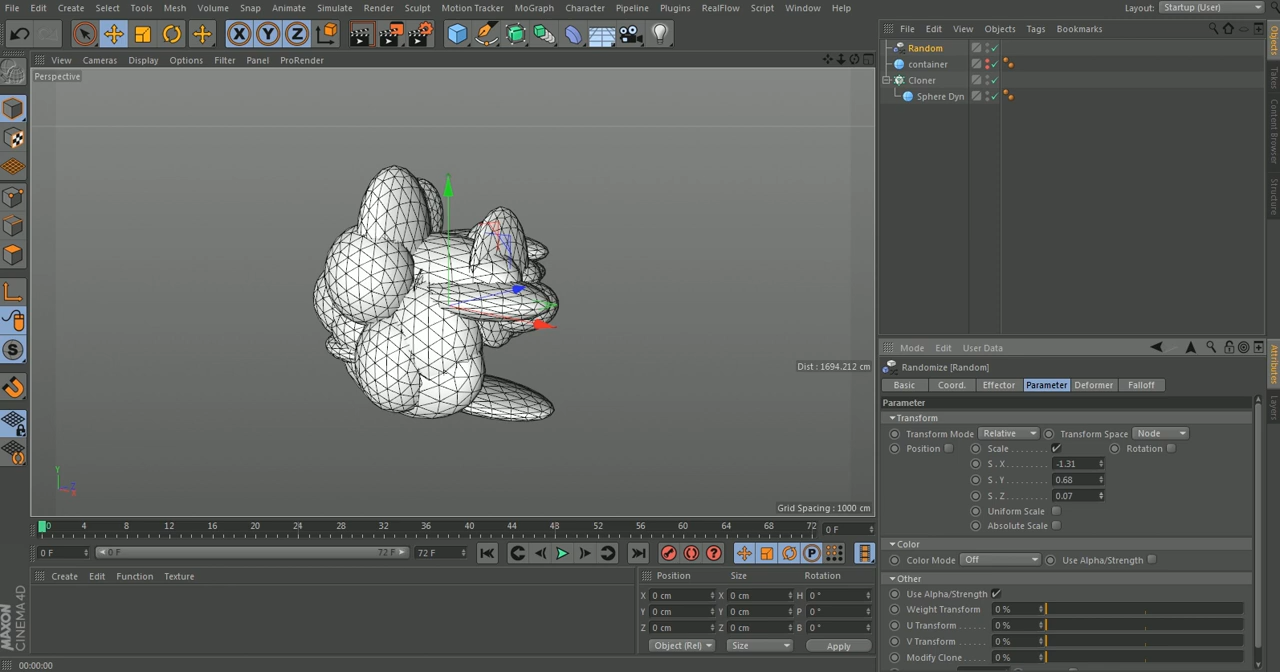 File Edit Create Select Tools Mesh Volume Snap Animate Simulate Render Sculpt Motion Tracker MoGraph Character Pipeline Plugins RealFlow Script Window Help
Layout: Startup (User)
X Y Z
File Edit View Objects Tags Bookmarks
View Cameras Display Options Filter Panel ProRender
Perspective
Random
container
Cloner
Sphere Dyn
Objects
Takes
Content Browser
Structure
Dist : 1694.212 cm
Y
Grid Spacing : 1000 cm
Mode Edit User Data
Randomize [Random]
Basic Coord. Effector Parameter Deformer Falloff
Parameter
Transform
Transform Mode Relative Transform Space Node
Position Scale Rotation
S . X -1.31
S . Y 0.68
S . Z 0.07
Uniform Scale
Absolute Scale
Color
Color Mode Off Use Alpha/Strength
Other
Use Alpha/Strength
Weight Transform 0 %
U Transform 0 %
V Transform 0 %
Modify Clone 0 %
Attributes
Layers
0 4 8 12 16 20 24 28 32 36 40 44 48 52 56 60 64 68 72 0 F
0 F 0 F 72 F 72 F
Create Edit Function Texture
Position Size Rotation
X 0 cm X 0 cm H 0 °
Y 0 cm Y 0 cm P 0 °
Z 0 cm Z 0 cm B 0 °
Object (Rel) Size Apply
MAXON CINEMA 4D
00:00:00